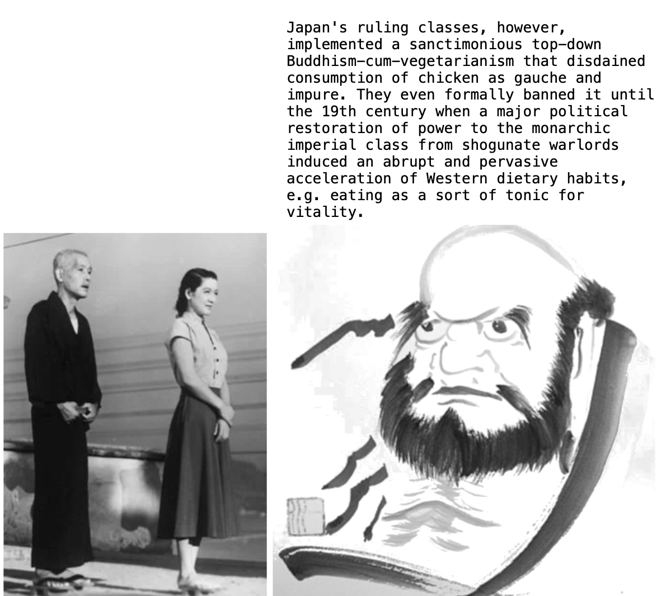 Japan's ruling classes, however,
implemented a sanctimonious top-down
Buddhism-cum-vegetarianism that disdained
consumption of chicken as gauche and
impure. They even formally banned it until
the 19th century when a major political
restoration of power to the monarchic
imperial class from shogunate warlords
induced an abrupt and pervasive
acceleration of Western dietary habits,
e.g. eating as a sort of tonic for
vitality.